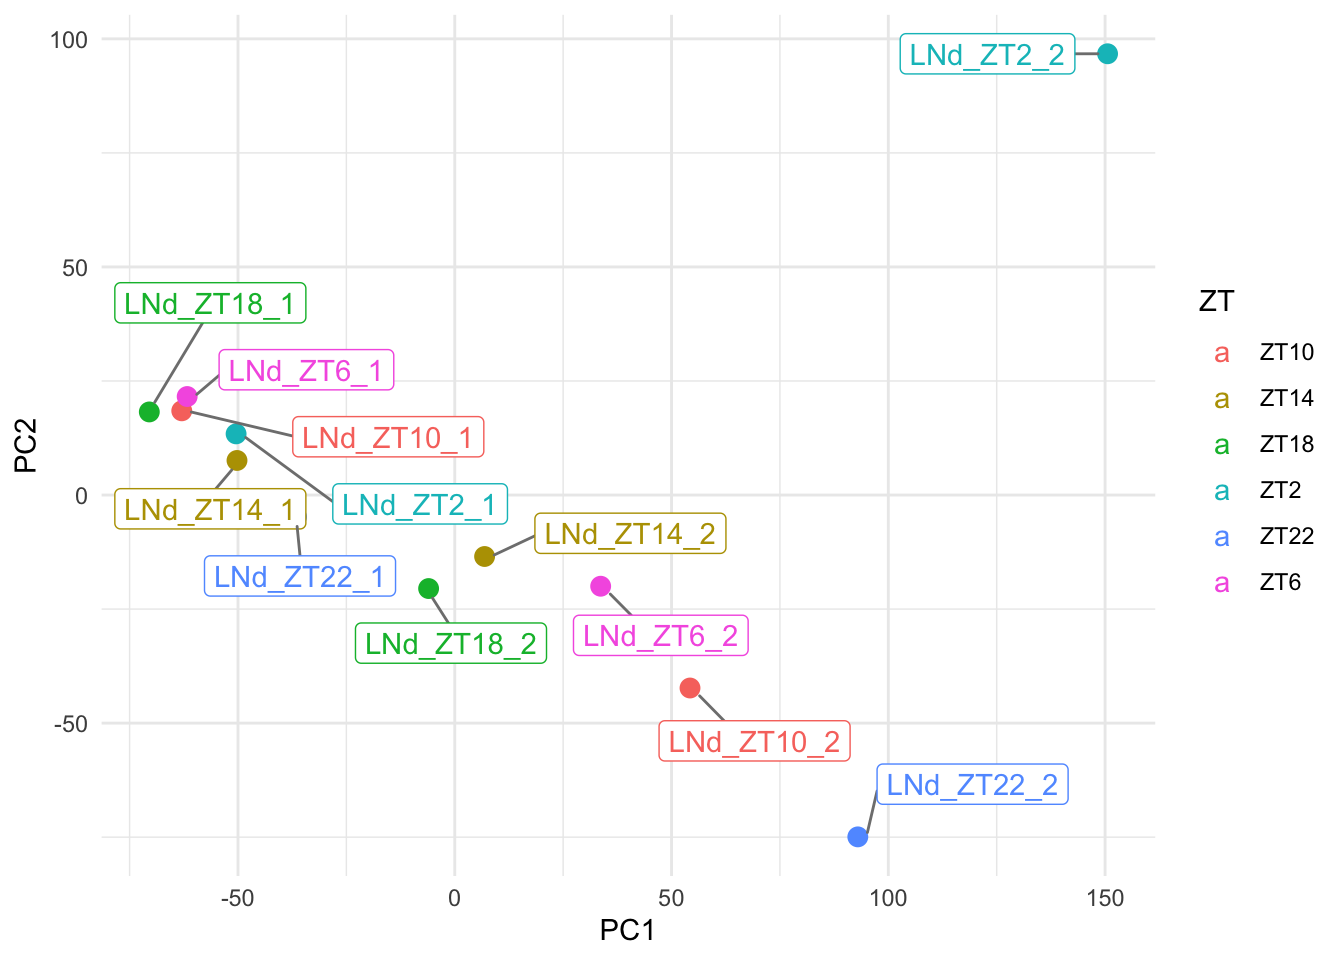 100
LNd_ZT2_2
50
LNd_ZT18_1
LNd_ZT6_1
LNd_ZT10_1
LNd_ZT2_1
0
LNd_ZT14_1
LNd_ZT14_2
LNd_ZT22_1
LNd_ZT18_2
LNd_ZT6_2
-50
LNd_ZT10_2
LNd_ZT22_2
PC2
-50
0
50
100
150
PC1
ZT
a ZT10
a ZT14
a ZT18
a ZT2
a ZT22
a ZT6